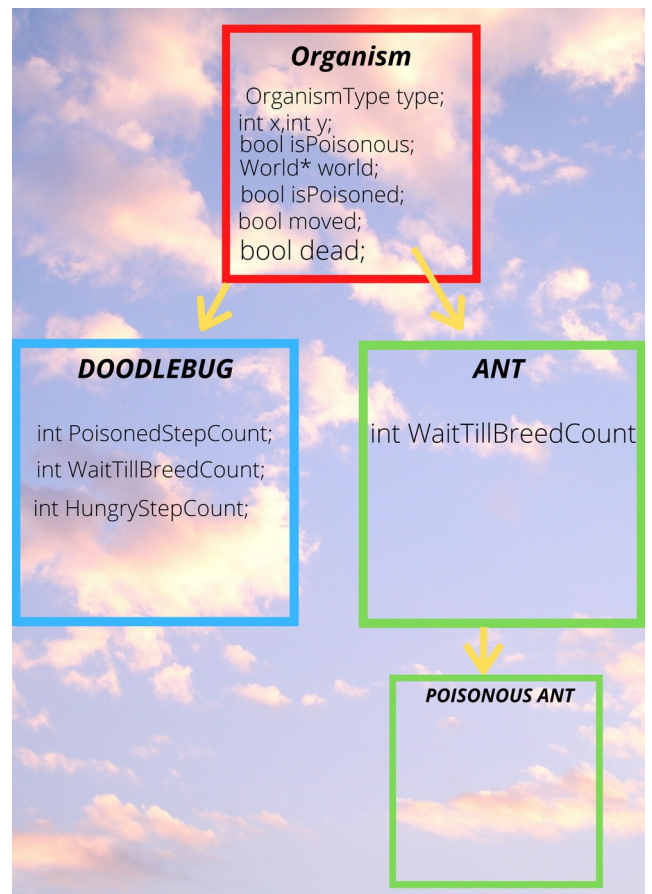 Organism
OrganismType type;
int x,int y;
bool isPoisonous;
World* world;
bool isPoisoned;
bool moved;
bool dead;
DOODLEBUG
int PoisonedStepCount;
int WaitTillBreedCount;
int HungryStepCount;
ANT
int WaitTillBreedCount
POISONOUS ANT